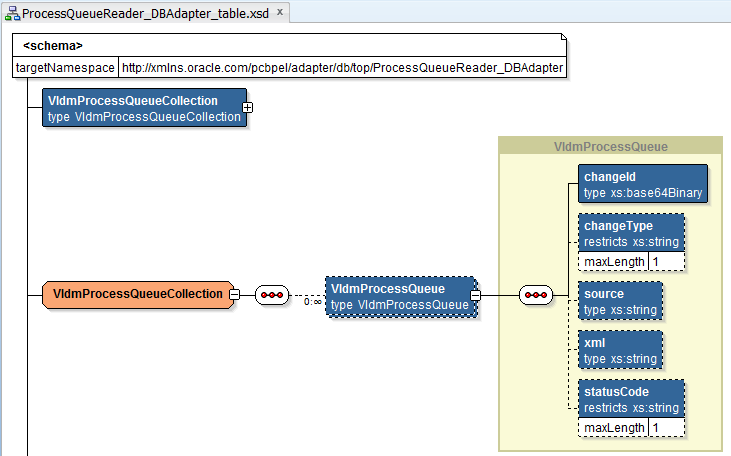 ProcessQueueReader_DBAdapter_table.xsd x
<schema>
targetNamespace http://xmlns.oracle.com/pcbpel/adapter/db/top/ProcessQueueReader_DBAdapter
VldmProcessQueueCollection
type VldmProcessQueueCollection
VldmProcessQueue
changeId
type xs:base64Binary
changeType
restricts xs:string
maxLength 1
VldmProcessQueueCollection
VldmProcessQueue
type VldmProcessQueue
0:∞
source
type xs:string
xml
type xs:string
statusCode
restricts xs:string
maxLength 1